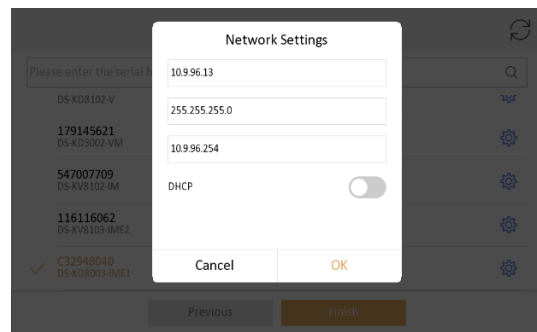 Network Settings
Please enter the serial
10.9.96.13
DS-KD8102-V
255.255.255.0
179145621
DS-KD3002-VM
10.9.96.254
547007709
DS-KV8102-IM
DHCP
116116062
DS-KV8103-IME2
C32948040
DS-KD8003-IME1
Cancel OK
Previous Finish